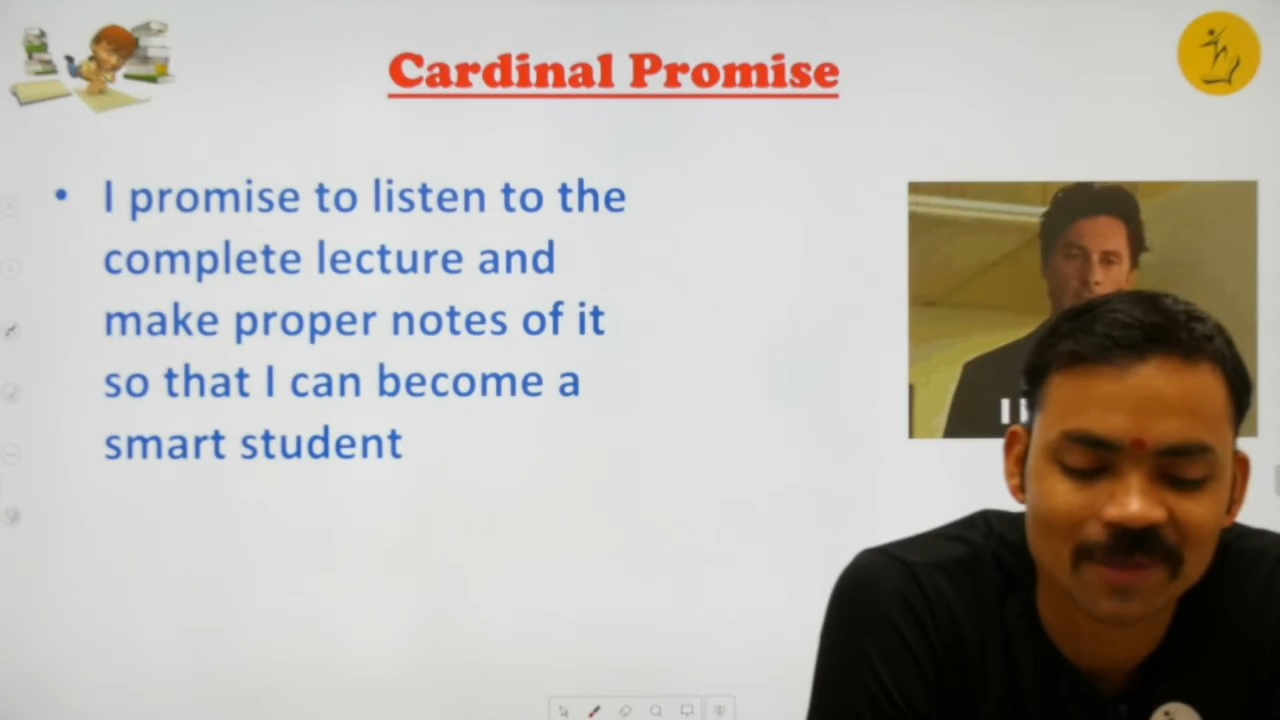 Cardinal Promise
• I promise to listen to the
complete lecture and
make proper notes of it
so that I can become a
smart student
I